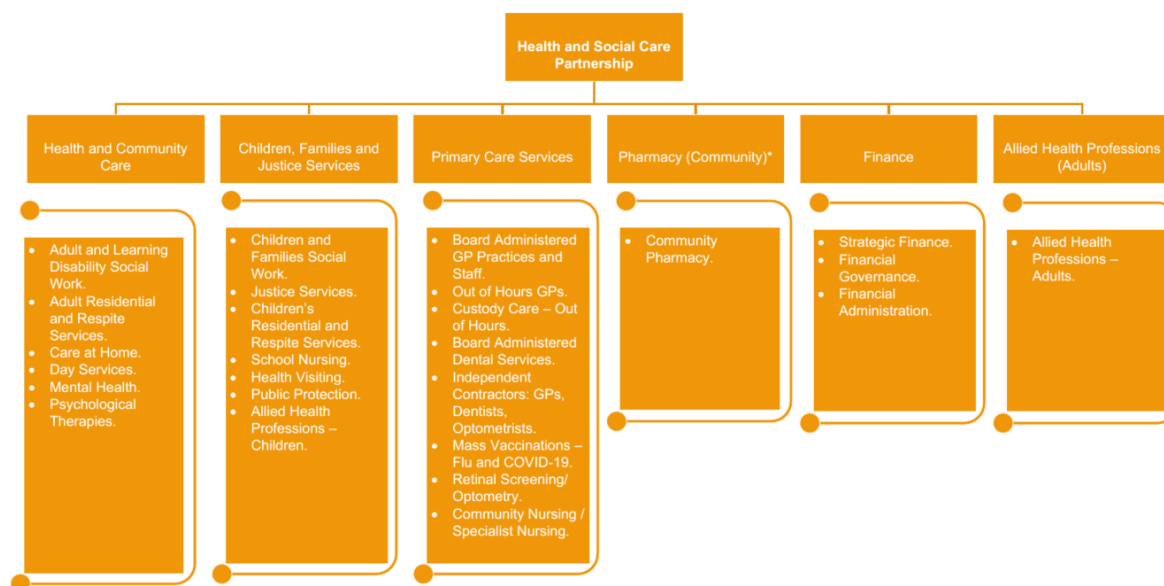 Health and Social Care
Partnership
Health and Community
Care
Children, Families and
Justice Services
Primary Care Services
Pharmacy (Community)*
Finance
Allied Health Professions
(Adults)
• Adult and Learning
Disability Social
Work.
• Adult Residential
and Respite
Services.
• Care at Home.
• Day Services.
• Mental Health.
• Psychological
Therapies.
• Children and
Families Social
Work.
• Justice Services.
• Children’s
Residential and
Respite Services.
• School Nursing.
• Health Visiting.
• Public Protection.
• Allied Health
Professions –
Children.
• Board Administered
GP Practices and
Staff.
• Out of Hours GPs.
• Custody Care – Out
of Hours.
• Board Administered
Dental Services.
• Independent
Contractors: GPs,
Dentists,
Optometrists.
• Mass Vaccinations –
Flu and COVID-19.
• Retinal Screening/
Optometry.
• Community Nursing /
Specialist Nursing.
• Community
Pharmacy.
• Strategic Finance.
• Financial
Governance.
• Financial
Administration.
• Allied Health
Professions –
Adults.